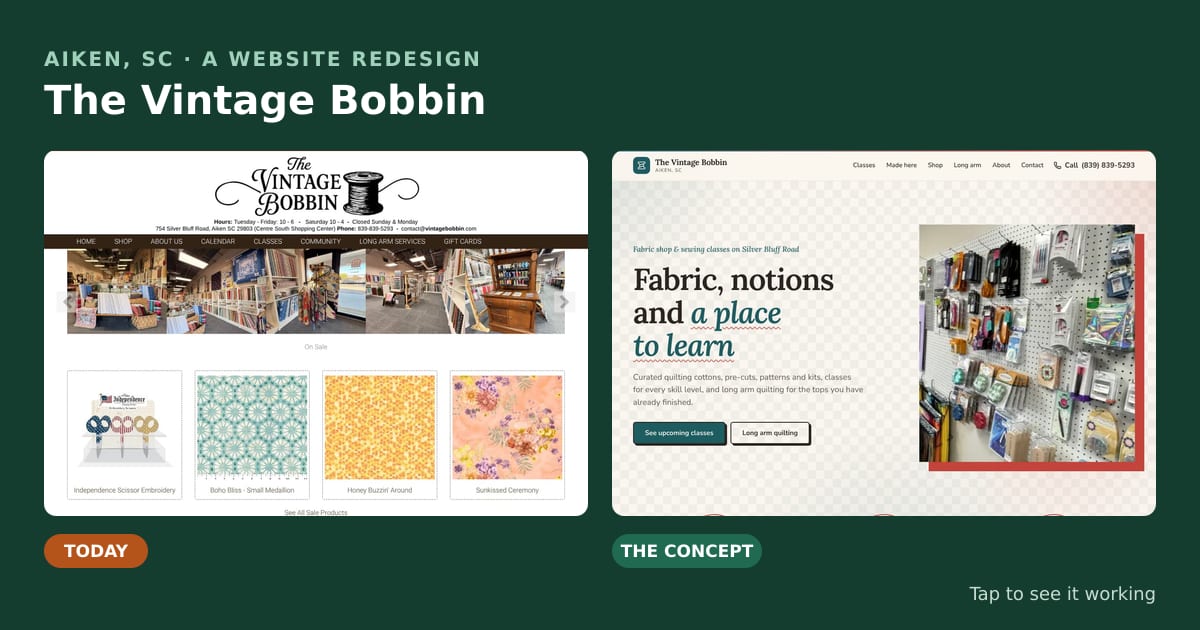 AIKEN, SC · A WEBSITE REDESIGN
The Vintage Bobbin
The
VINTAGE
BOBBIN
Hours: Tuesday - Friday: 10 - 6 • Saturday 10 - 4 • Closed Sunday & Monday
754 Silver Bluff Road, Aiken SC 29803 (Centre South Shopping Center) Phone: 839-839-5293 • contact@vintagebobbin.com
HOME SHOP ABOUT US CALENDAR CLASSES COMMUNITY LONG ARM SERVICES GIFT CARDS
On Sale
Independence
Independence Scissor Embroidery
Boho Bliss - Small Medallion
Honey Buzzin' Around
Sunkissed Ceremony
See All Sale Products
TODAY
The Vintage Bobbin
AIKEN, SC
Classes Made here Shop Long arm About Contact Call (839) 839-5293
Fabric shop & sewing classes on Silver Bluff Road
Fabric, notions
and a place
to learn
Curated quilting cottons, pre-cuts, patterns and kits, classes
for every skill level, and long arm quilting for the tops you have
already finished.
See upcoming classes
Long arm quilting
THE CONCEPT
Tap to see it working